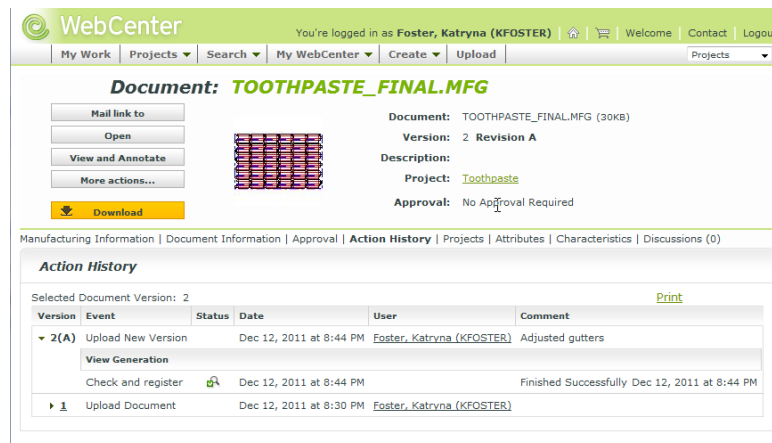 WebCenter
You're logged in as Foster, Katryna (KFOSTER) | Welcome | Contact | Logou
My Work | Projects | Search | My WebCenter | Create | Upload
Projects
Document: TOOTHPASTE_FINAL.MFG
Mail link to
Open
View and Annotate
More actions...
Download
Document: TOOTHPASTE_FINAL.MFG (30KB)
Version: 2 Revision A
Description:
Project: Toothpaste
Approval: No Approval Required
Manufacturing Information | Document Information | Approval | Action History | Projects | Attributes | Characteristics | Discussions (0)
Action History
Selected Document Version: 2
Print
Version Event Status Date User Comment
2(A) Upload New Version Dec 12, 2011 at 8:44 PM Foster, Katryna (KFOSTER) Adjusted gutters
View Generation
Check and register Dec 12, 2011 at 8:44 PM Finished Successfully Dec 12, 2011 at 8:44 PM
1 Upload Document Dec 12, 2011 at 8:30 PM Foster, Katryna (KFOSTER)